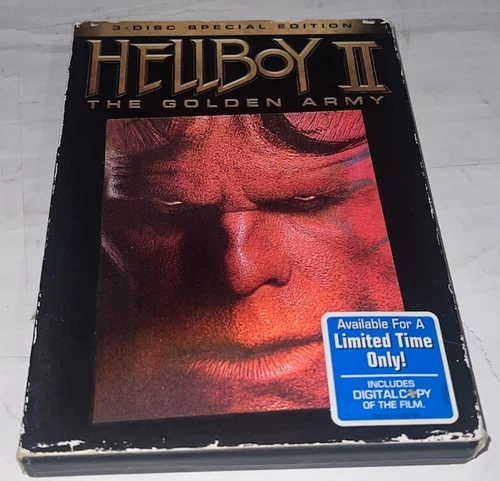 3-DISC SPECIAL EDITION
HELLBOY II
THE GOLDEN ARMY
Available For A
Limited Time
Only!
INCLUDES
DIGITAL COPY
OF THE FILM.